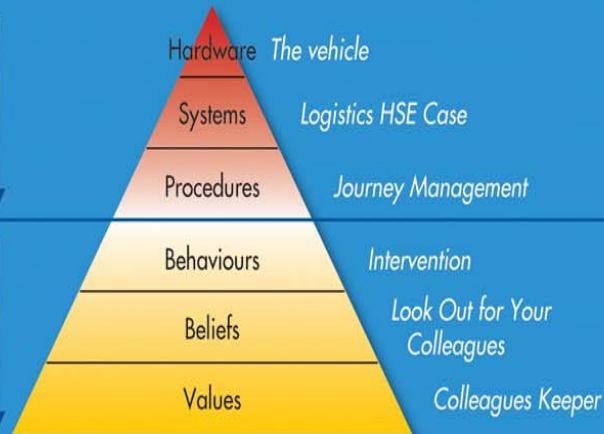 Hardware The vehicle
Systems Logistics HSE Case
Procedures Journey Management
Behaviours Intervention
Beliefs Look Out for Your
Colleagues
Values Colleagues Keeper